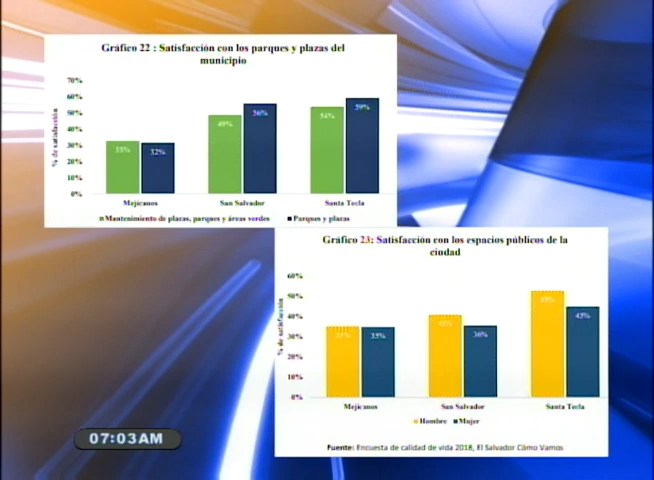 Gráfico 22 : Satisfacción con los parques y plazas del
municipio
70%
60%
50%
40%
30%
20%
10%
0%
% de satisfacción
33%
32%
49%
56%
54%
59%
Mejicanos
San Salvador
Santa Tecla
Mantenimiento de plazas, parques y áreas verdes
Parques y plazas
Gráfico 23: Satisfacción con los espacios públicos de la
ciudad
60%
50%
40%
30%
20%
10%
0%
% de satisfacción
35%
35%
36%
45%
Mejicanos
San Salvador
Santa Tecla
Hombre
Mujer
Fuente: Encuesta de calidad de vida 2018, El Salvador Cómo Vamos
07:03AM